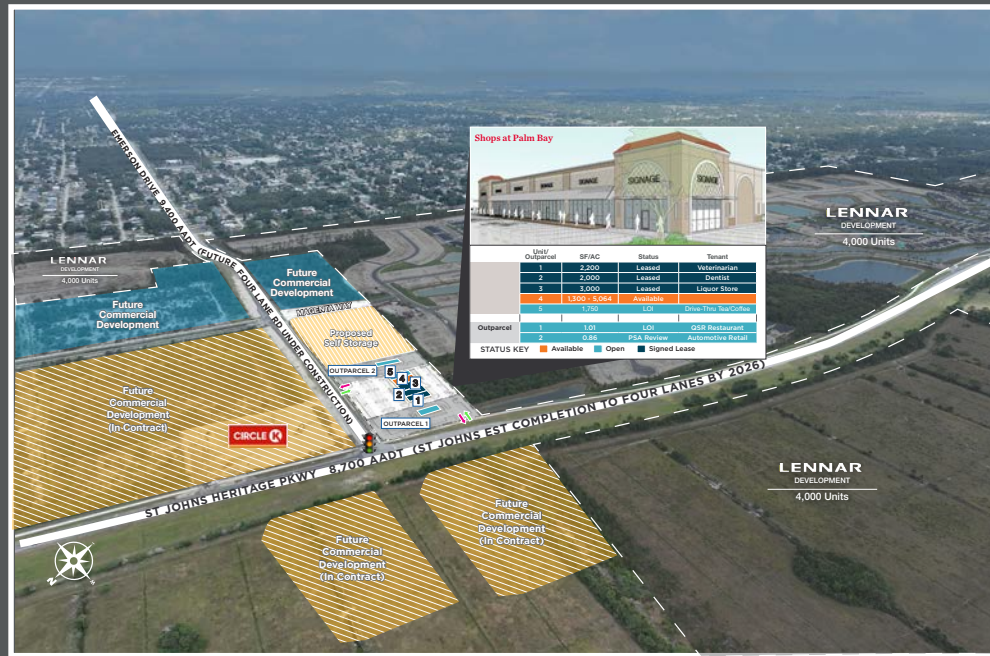 EMERSON DRIVE 9,400 AADT (FUTURE FOUR LANE RD UNDER CONSTRUCTION)
Shops at Palm Bay
SIGNAGE
SIGNAGE
SIGNAGE
SIGNAGE
SIGNAGE
Unit/Outparcel SF/AC Status Tenant
1 2,200 Leased Veterinarian
2 2,000 Leased Dentist
3 3,000 Leased Liquor Store
4 1,300 - 5,064 Available
5 1,750 LOI Drive-Thru Tea/Coffee
Outparcel 1 1.01 LOI QSR Restaurant
2 0.86 PSA Review Automotive Retail
STATUS KEY Available Open Signed Lease
LENNAR
DEVELOPMENT
4,000 Units
LENNAR
DEVELOPMENT
4,000 Units
Future
Commercial
Development
Future
Commercial
Development
MAGENTA WAY
Proposed
Self Storage
OUTPARCEL 2
5
4
3
2
1
OUTPARCEL 1
Future
Commercial
Development
(In Contract)
CIRCLE K
ST JOHNS HERITAGE PKWY 8,700 AADT (ST JOHNS EST COMPLETION TO FOUR LANES BY 2026)
LENNAR
DEVELOPMENT
4,000 Units
Future
Commercial
Development
(In Contract)
Future
Commercial
Development
(In Contract)
N